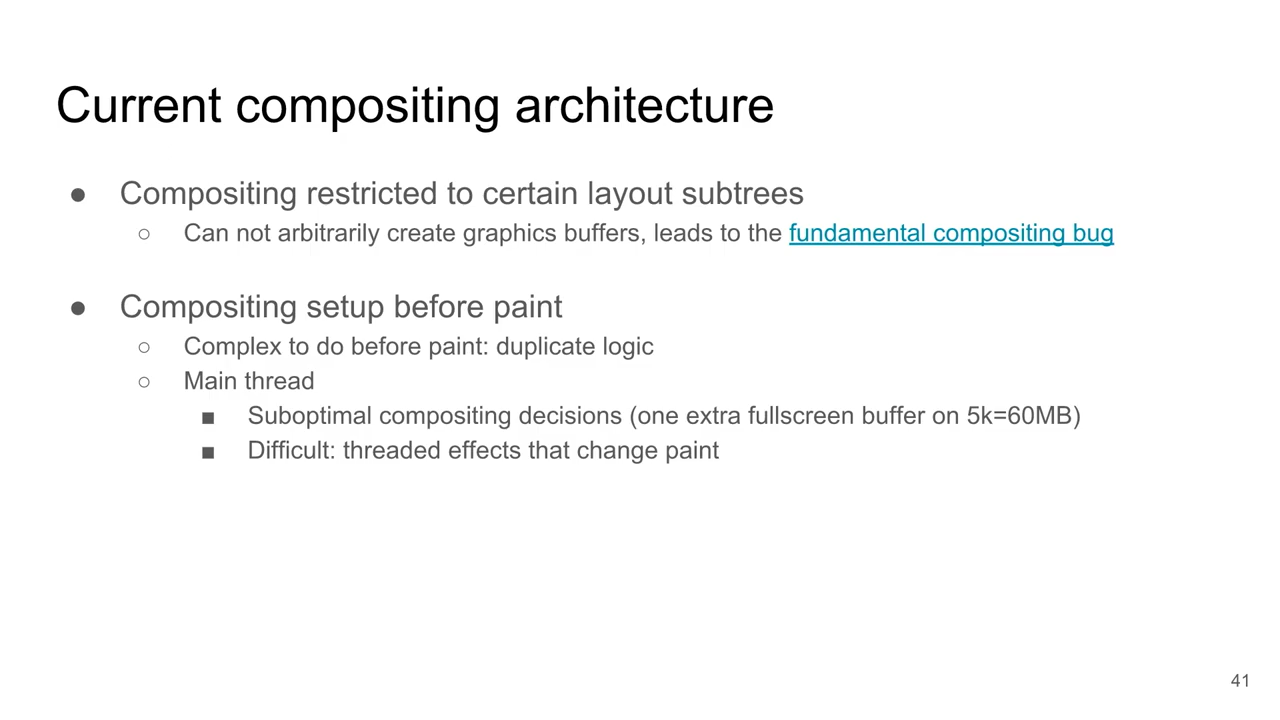 Current compositing architecture
● Compositing restricted to certain layout subtrees
○ Can not arbitrarily create graphics buffers, leads to the fundamental compositing bug
● Compositing setup before paint
○ Complex to do before paint: duplicate logic
○ Main thread
■ Suboptimal compositing decisions (one extra fullscreen buffer on 5k=60MB)
■ Difficult: threaded effects that change paint
41